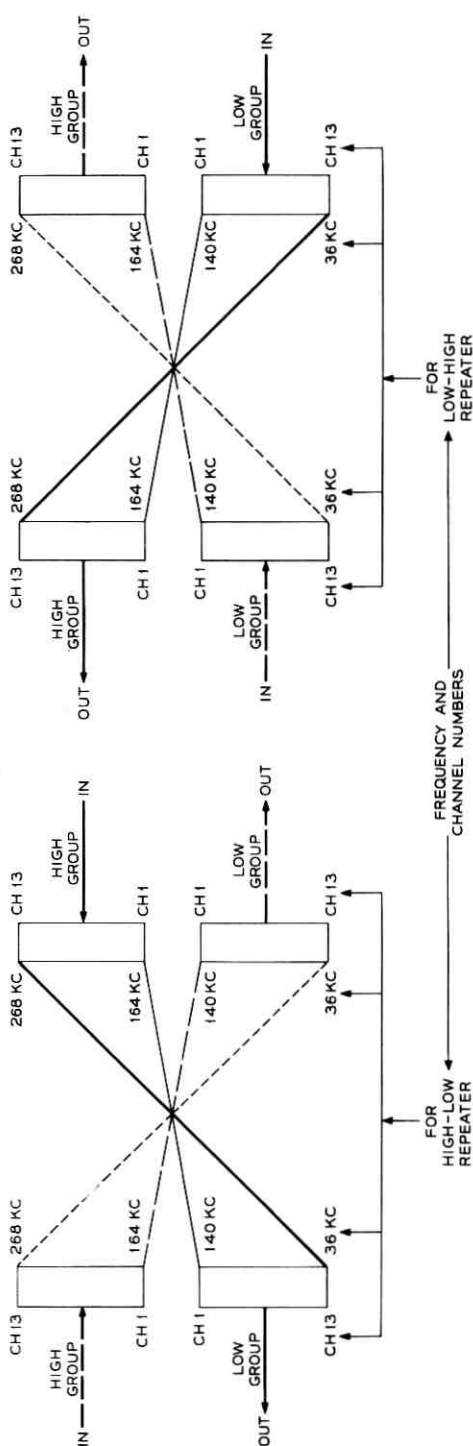 CH 13
268 KC
268 KC
CH 13
IN
HIGH
GROUP
HIGH
GROUP
IN
CH 1
164 KC
164 KC
CH 1
CH 1
140 KC
140 KC
CH 1
OUT
LOW
GROUP
LOW
GROUP
OUT
CH 13
36 KC
36 KC
CH 13
FOR
HIGH-LOW
REPEATER
CH 13
268 KC
268 KC
CH 13
OUT
HIGH
GROUP
HIGH
GROUP
OUT
CH 1
164 KC
164 KC
CH 1
CH 1
140 KC
140 KC
CH 1
IN
LOW
GROUP
LOW
GROUP
IN
CH 13
36 KC
36 KC
CH 13
FOR
LOW-HIGH
REPEATER
FREQUENCY AND
CHANNEL NUMBERS